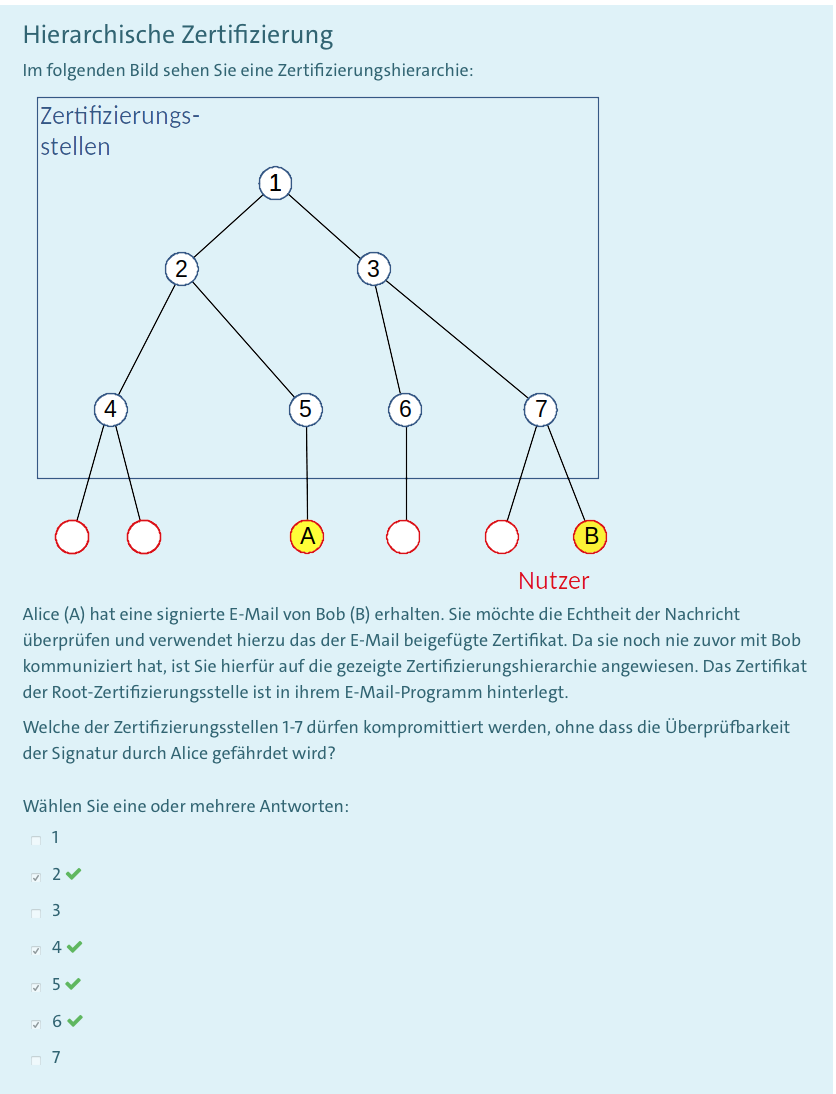 Hierarchische Zertifizierung
Im folgenden Bild sehen Sie eine Zertifizierungshierarchie:
Zertifizierungs-
stellen
1
2
3
4
5
6
7
A
B
Nutzer
Alice (A) hat eine signierte E-Mail von Bob (B) erhalten. Sie möchte die Echtheit der Nachricht
überprüfen und verwendet hierzu das der E-Mail beigefügte Zertifikat. Da sie noch nie zuvor mit Bob
kommuniziert hat, ist Sie hierfür auf die gezeigte Zertifizierungshierarchie angewiesen. Das Zertifikat
der Root-Zertifizierungsstelle ist in ihrem E-Mail-Programm hinterlegt.
Welche der Zertifizierungsstellen 1-7 dürfen kompromittiert werden, ohne dass die Überprüfbarkeit
der Signatur durch Alice gefährdet wird?
Wählen Sie eine oder mehrere Antworten:
1
2
3
4
5
6
7